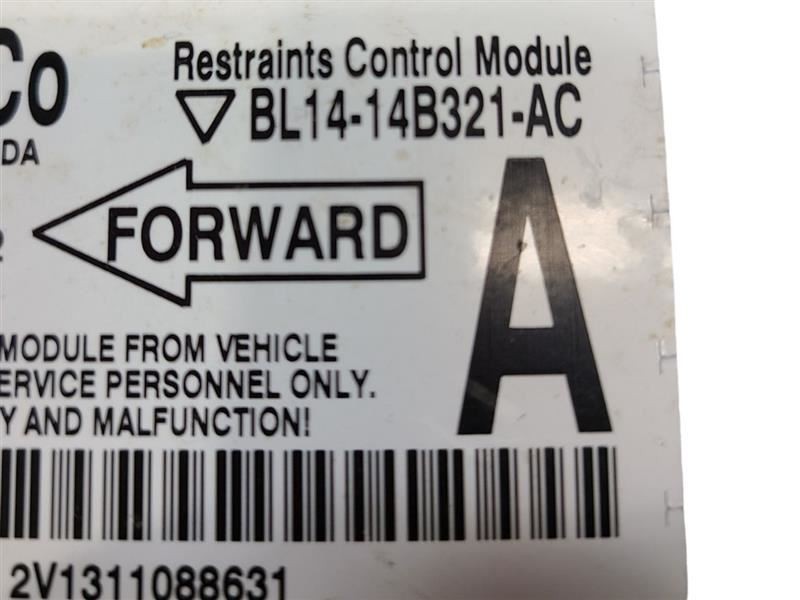 Co
Restraints Control Module
BL14-14B321-AC
DA
FORWARD
A
MODULE FROM VEHICLE
ERVICE PERSONNEL ONLY.
Y AND MALFUNCTION!
2V1311088631